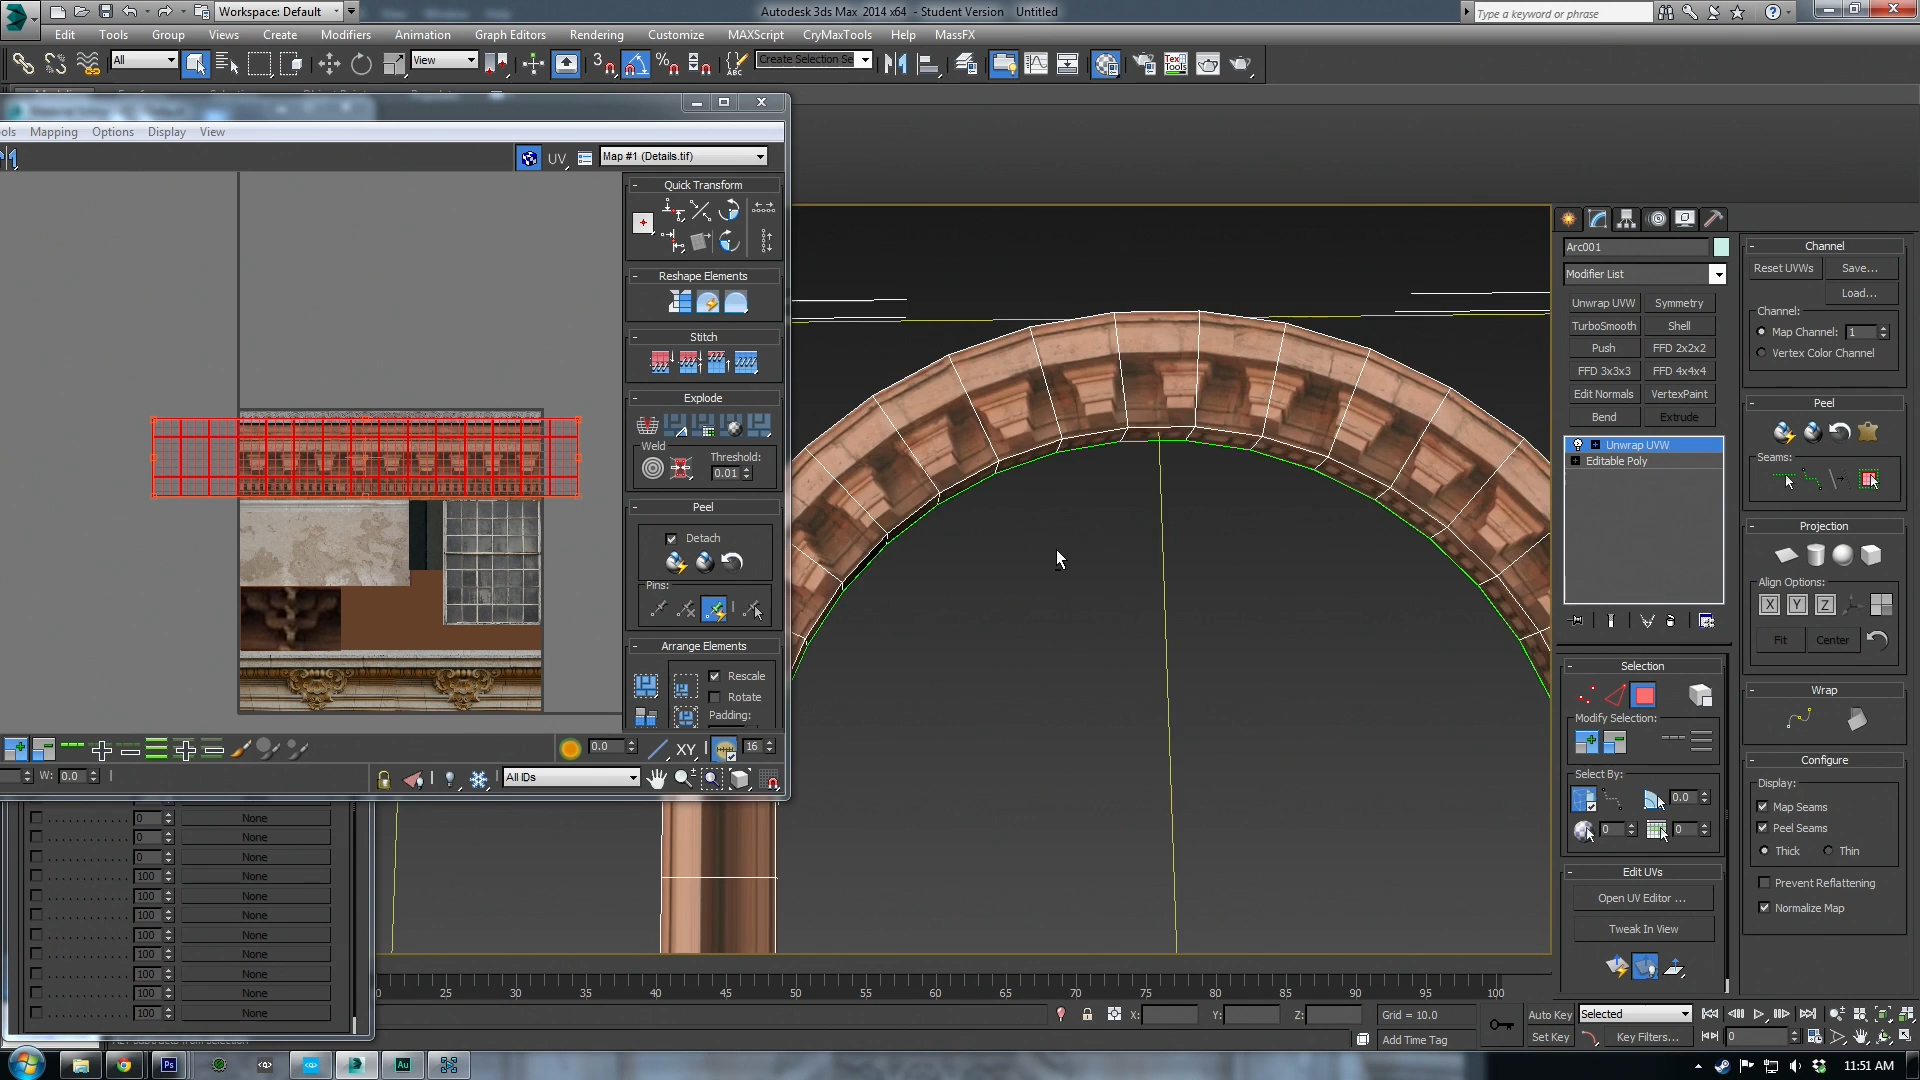 Workspace: Default
Autodesk 3ds Max 2014 x64 - Student Version Untitled
Type a keyword or phrase
Edit Tools Group Views Create Modifiers Animation Graph Editors Rendering Customize MAXScript CryMaxTools Help MassFX
All
View
3
ABC
Create Selection Se
Tex Tools
ols Mapping Options Display View
UV
Map #1 (Details.tif)
Quick Transform
Reshape Elements
Stitch
Explode
Weld
Threshold:
0.01
Peel
Detach
Pins:
Arrange Elements
Rescale
Rotate
Padding:
0.0
XY
16
W: 0.0
All IDs
0 None
0 None
0 None
100 None
100 None
100 None
100 None
100 None
100 None
100 None
100 None
Arc001
Modifier List
Unwrap UVW Symmetry
TurboSmooth Shell
Push FFD 2x2x2
FFD 3x3x3 FFD 4x4x4
Edit Normals VertexPaint
Bend Extrude
Unwrap UVW
Editable Poly
Selection
Modify Selection:
Select By:
0.0
0
0
Edit UVs
Open UV Editor ...
Tweak In View
Channel
Reset UVWs Save...
Load...
Channel:
Map Channel: 1
Vertex Color Channel
Peel
Seams:
Projection
Align Options:
X Y Z
Fit Center
Wrap
Configure
Display:
Map Seams
Peel Seams
Thick Thin
Prevent Reflattening
Normalize Map
20 25 30 35 40 45 50 55 60 65 70 75 80 85 90 95 100
X: Y: Z: Grid = 10.0
Add Time Tag
Auto Key Selected
Set Key Key Filters...
0
Ps
Au
11:51 AM